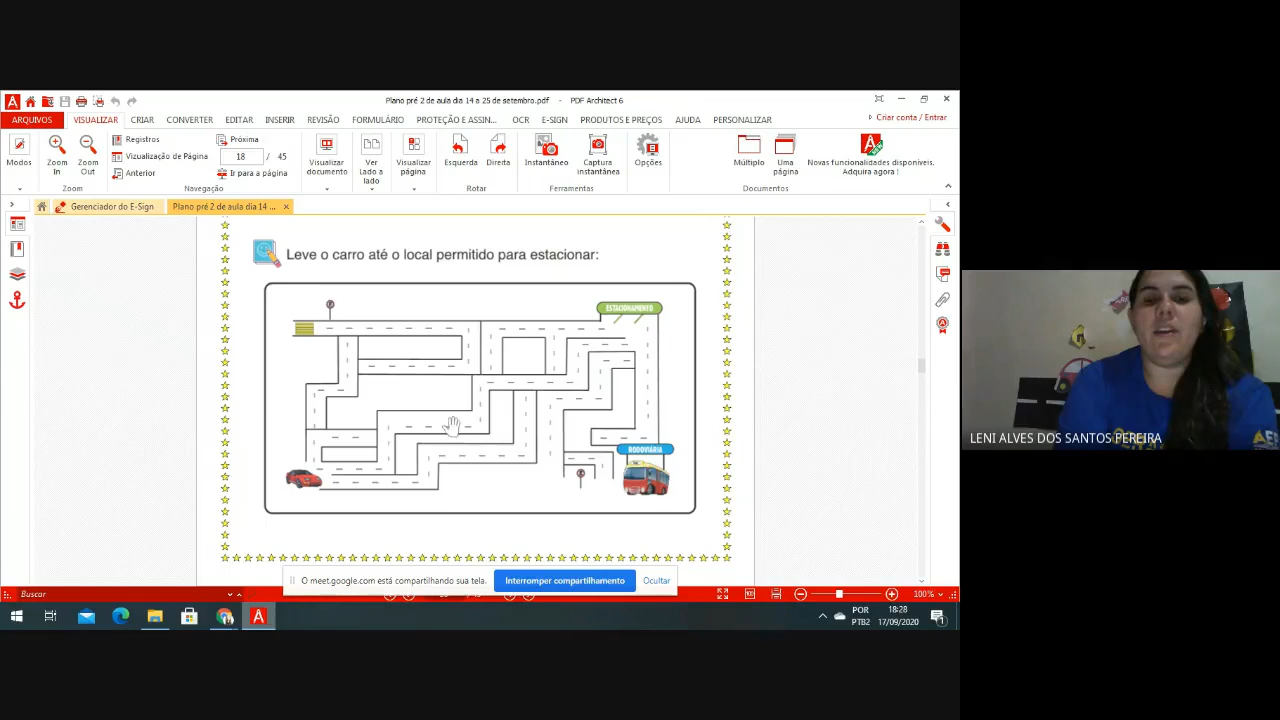 Plano pré 2 de aula dia 14 a 25 de setembro.pdf - PDF Architect 6
ARQUIVOS VISUALIZAR CRIAR CONVERTER EDITAR INSERIR REVISÃO FORMULÁRIO PROTEÇÃO E ASSIN... OCR E-SIGN PRODUTOS E PREÇOS AJUDA PERSONALIZAR Criar conta / Entrar
Modos
Zoom In
Zoom Out
Zoom
Registros
Vizualização de Página
Anterior
Próxima
18 / 45
Ir para a página
Navegação
Visualizar documento
Ver Lado a lado
Visualizar página
Esquerda
Direita
Rotar
Instantâneo
Captura instantânea
Ferramentas
Opções
Múltiplo
Uma página
Documentos
Novas funcionalidades disponíveis. Adquira agora !
Gerenciador do E-Sign
Plano pré 2 de aula dia 14 ...
Leve o carro até o local permitido para estacionar:
ESTACIONAMENTO
RODOVIÁRIA
LENI ALVES DOS SANTOS PEREIRA
O meet.google.com está compartilhando sua tela.
Interromper compartilhamento
Ocultar
Buscar
100%
POR
PTB2
18:28
17/09/2020